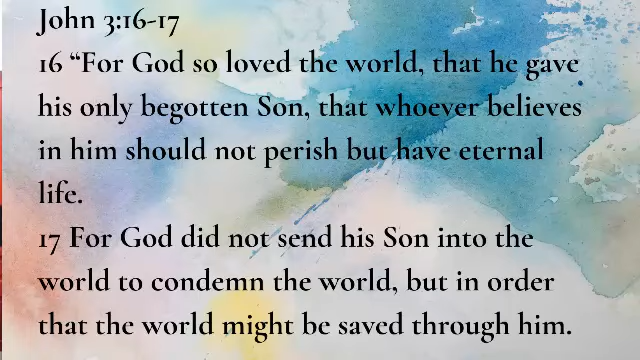 John 3:16-17
16 “For God so loved the world, that he gave
his only begotten Son, that whoever believes
in him should not perish but have eternal
life.
17 For God did not send his Son into the
world to condemn the world, but in order
that the world might be saved through him.